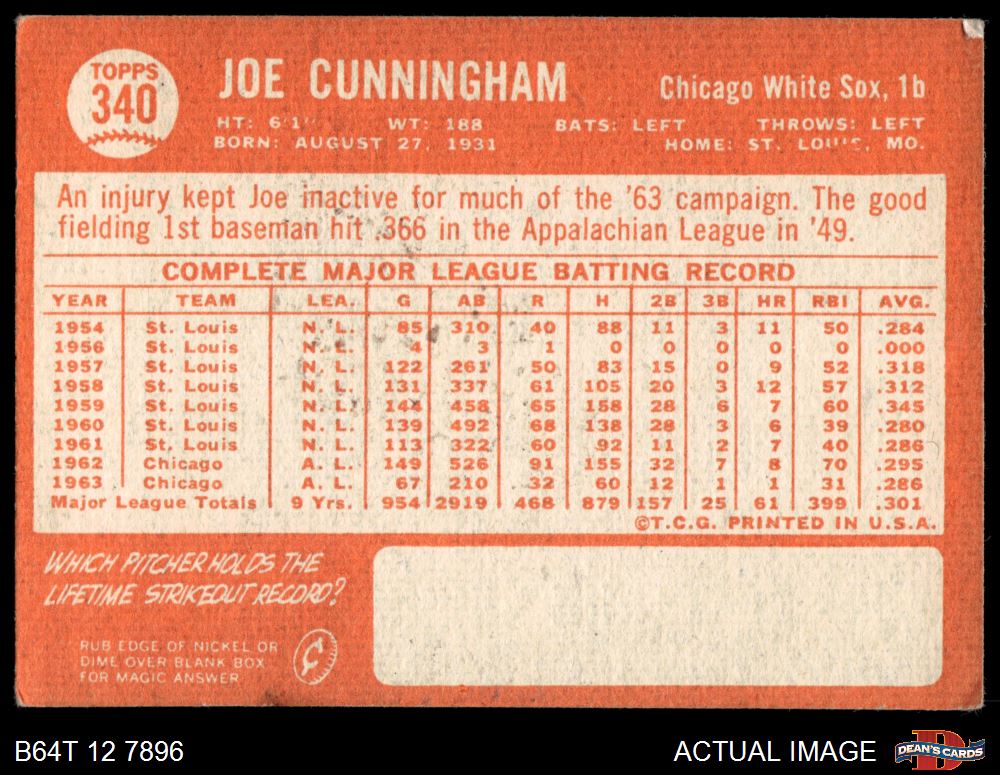 TOPPS
340
JOE CUNNINGHAM
Chicago White Sox, 1b
HT: 6'1" WT: 188 BATS: LEFT THROWS: LEFT
BORN: AUGUST 27, 1931 HOME: ST. LOUIS, MO.
An injury kept Joe inactive for much of the '63 campaign. The good
fielding 1st baseman hit .366 in the Appalachian League in '49.
COMPLETE MAJOR LEAGUE BATTING RECORD
YEAR TEAM LEA. G AB R H 2B 3B HR RBI AVG.
1954 St. Louis N. L. 85 310 40 88 11 3 11 50 .284
1956 St. Louis N. L. 4 3 1 0 0 0 0 0 .000
1957 St. Louis N. L. 122 261 50 83 15 0 9 52 .318
1958 St. Louis N. L. 131 337 61 105 20 3 12 57 .312
1959 St. Louis N. L. 144 458 65 158 28 6 7 60 .345
1960 St. Louis N. L. 139 492 68 138 28 3 6 39 .280
1961 St. Louis N. L. 113 322 60 92 11 2 7 40 .286
1962 Chicago A. L. 149 526 91 155 32 7 8 70 .295
1963 Chicago A. L. 67 210 32 60 12 1 1 31 .286
Major League Totals 9 Yrs. 954 2919 468 879 157 25 61 399 .301
©T.C.G. PRINTED IN U.S.A.
WHICH PITCHER HOLDS THE
LIFETIME STRIKEOUT RECORD?
RUB EDGE OF NICKEL OR
DIME OVER BLANK BOX
FOR MAGIC ANSWER
¢
B64T 12 7896
ACTUAL IMAGE
D
DEAN'S CARDS